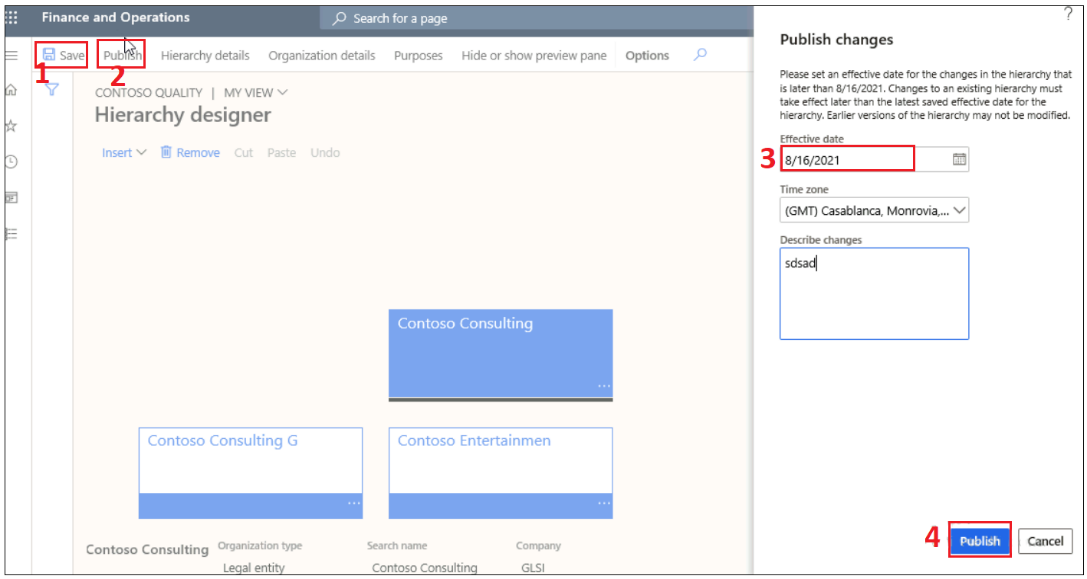 Finance and Operations
Search for a page
?
Save Publish Hierarchy details Organization details Purposes Hide or show preview pane Options
1
2
CONTOSO QUALITY | MY VIEW
Hierarchy designer
Insert Remove Cut Paste Undo
Contoso Consulting
...
Contoso Consulting G
...
Contoso Entertainmen
...
Contoso Consulting
Organization type
Legal entity
Search name
Contoso Consulting
Company
GLSI
Publish changes
Please set an effective date for the changes in the hierarchy that
is later than 8/16/2021. Changes to an existing hierarchy must
take effect later than the latest saved effective date for the
hierarchy. Earlier versions of the hierarchy may not be modified.
Effective date
3
8/16/2021
Time zone
(GMT) Casablanca, Monrovia,...
Describe changes
sdsad
4
Publish Cancel